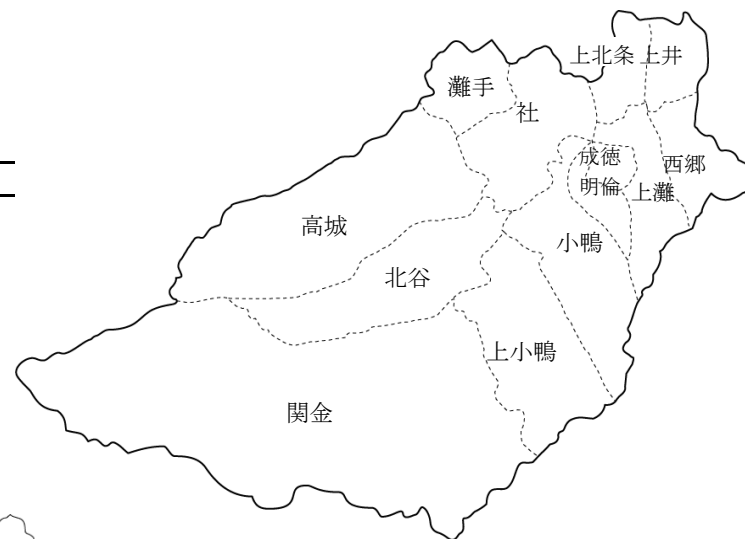 上北条
上井
灘手
社
成徳
西郷
明倫
上灘
高城
小鴨
北谷
上小鴨
関金